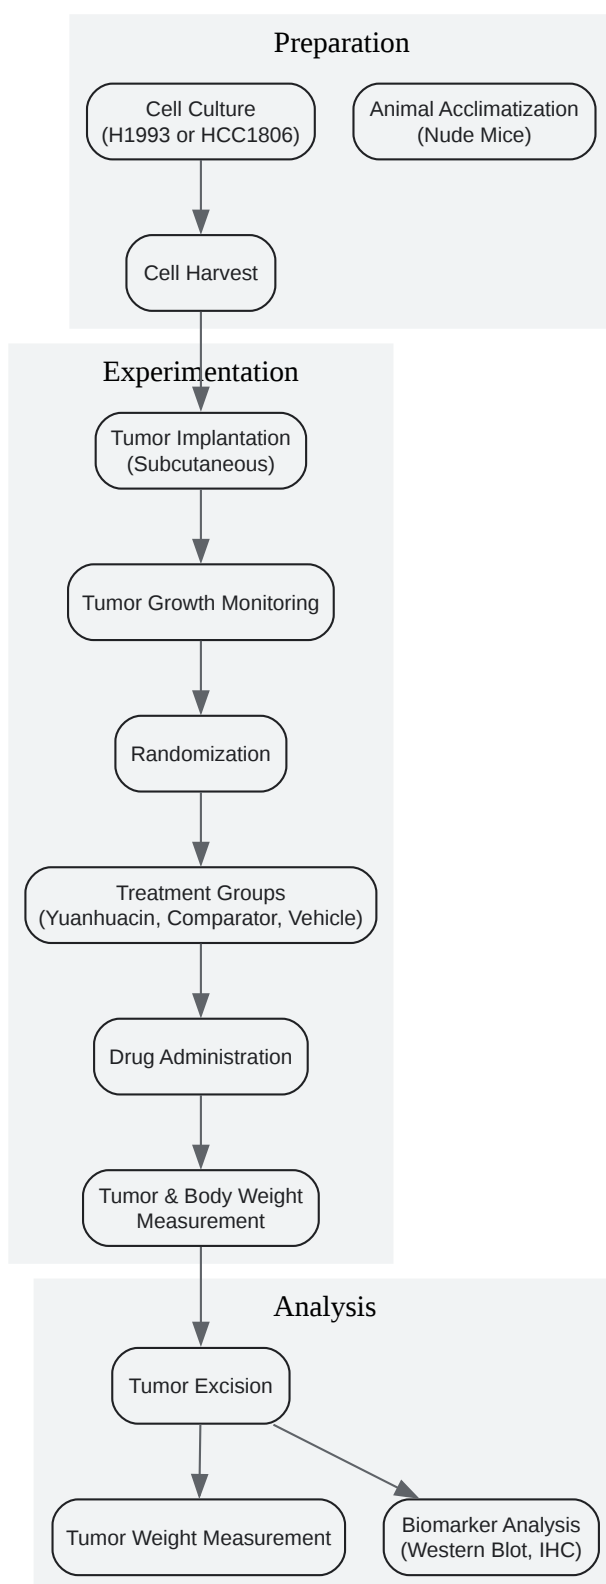 Preparation
Cell Culture
(H1993 or HCC1806)
Animal Acclimatization
(Nude Mice)
Cell Harvest
Experimentation
Tumor Implantation
(Subcutaneous)
Tumor Growth Monitoring
Randomization
Treatment Groups
(Yuanhuacin, Comparator, Vehicle)
Drug Administration
Tumor & Body Weight
Measurement
Analysis
Tumor Excision
Tumor Weight Measurement
Biomarker Analysis
(Western Blot, IHC)